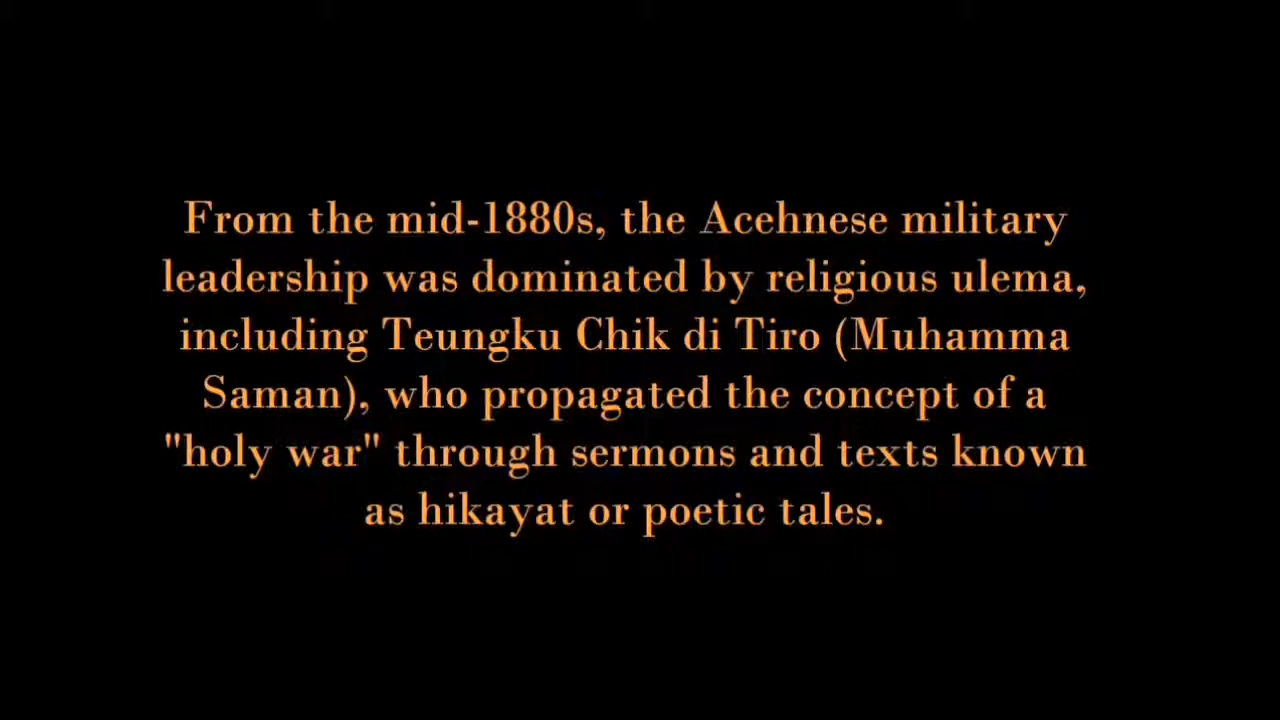 From the mid-1880s, the Acehnese military
leadership was dominated by religious ulema,
including Teungku Chik di Tiro (Muhamma
Saman), who propagated the concept of a
"holy war" through sermons and texts known
as hikayat or poetic tales.